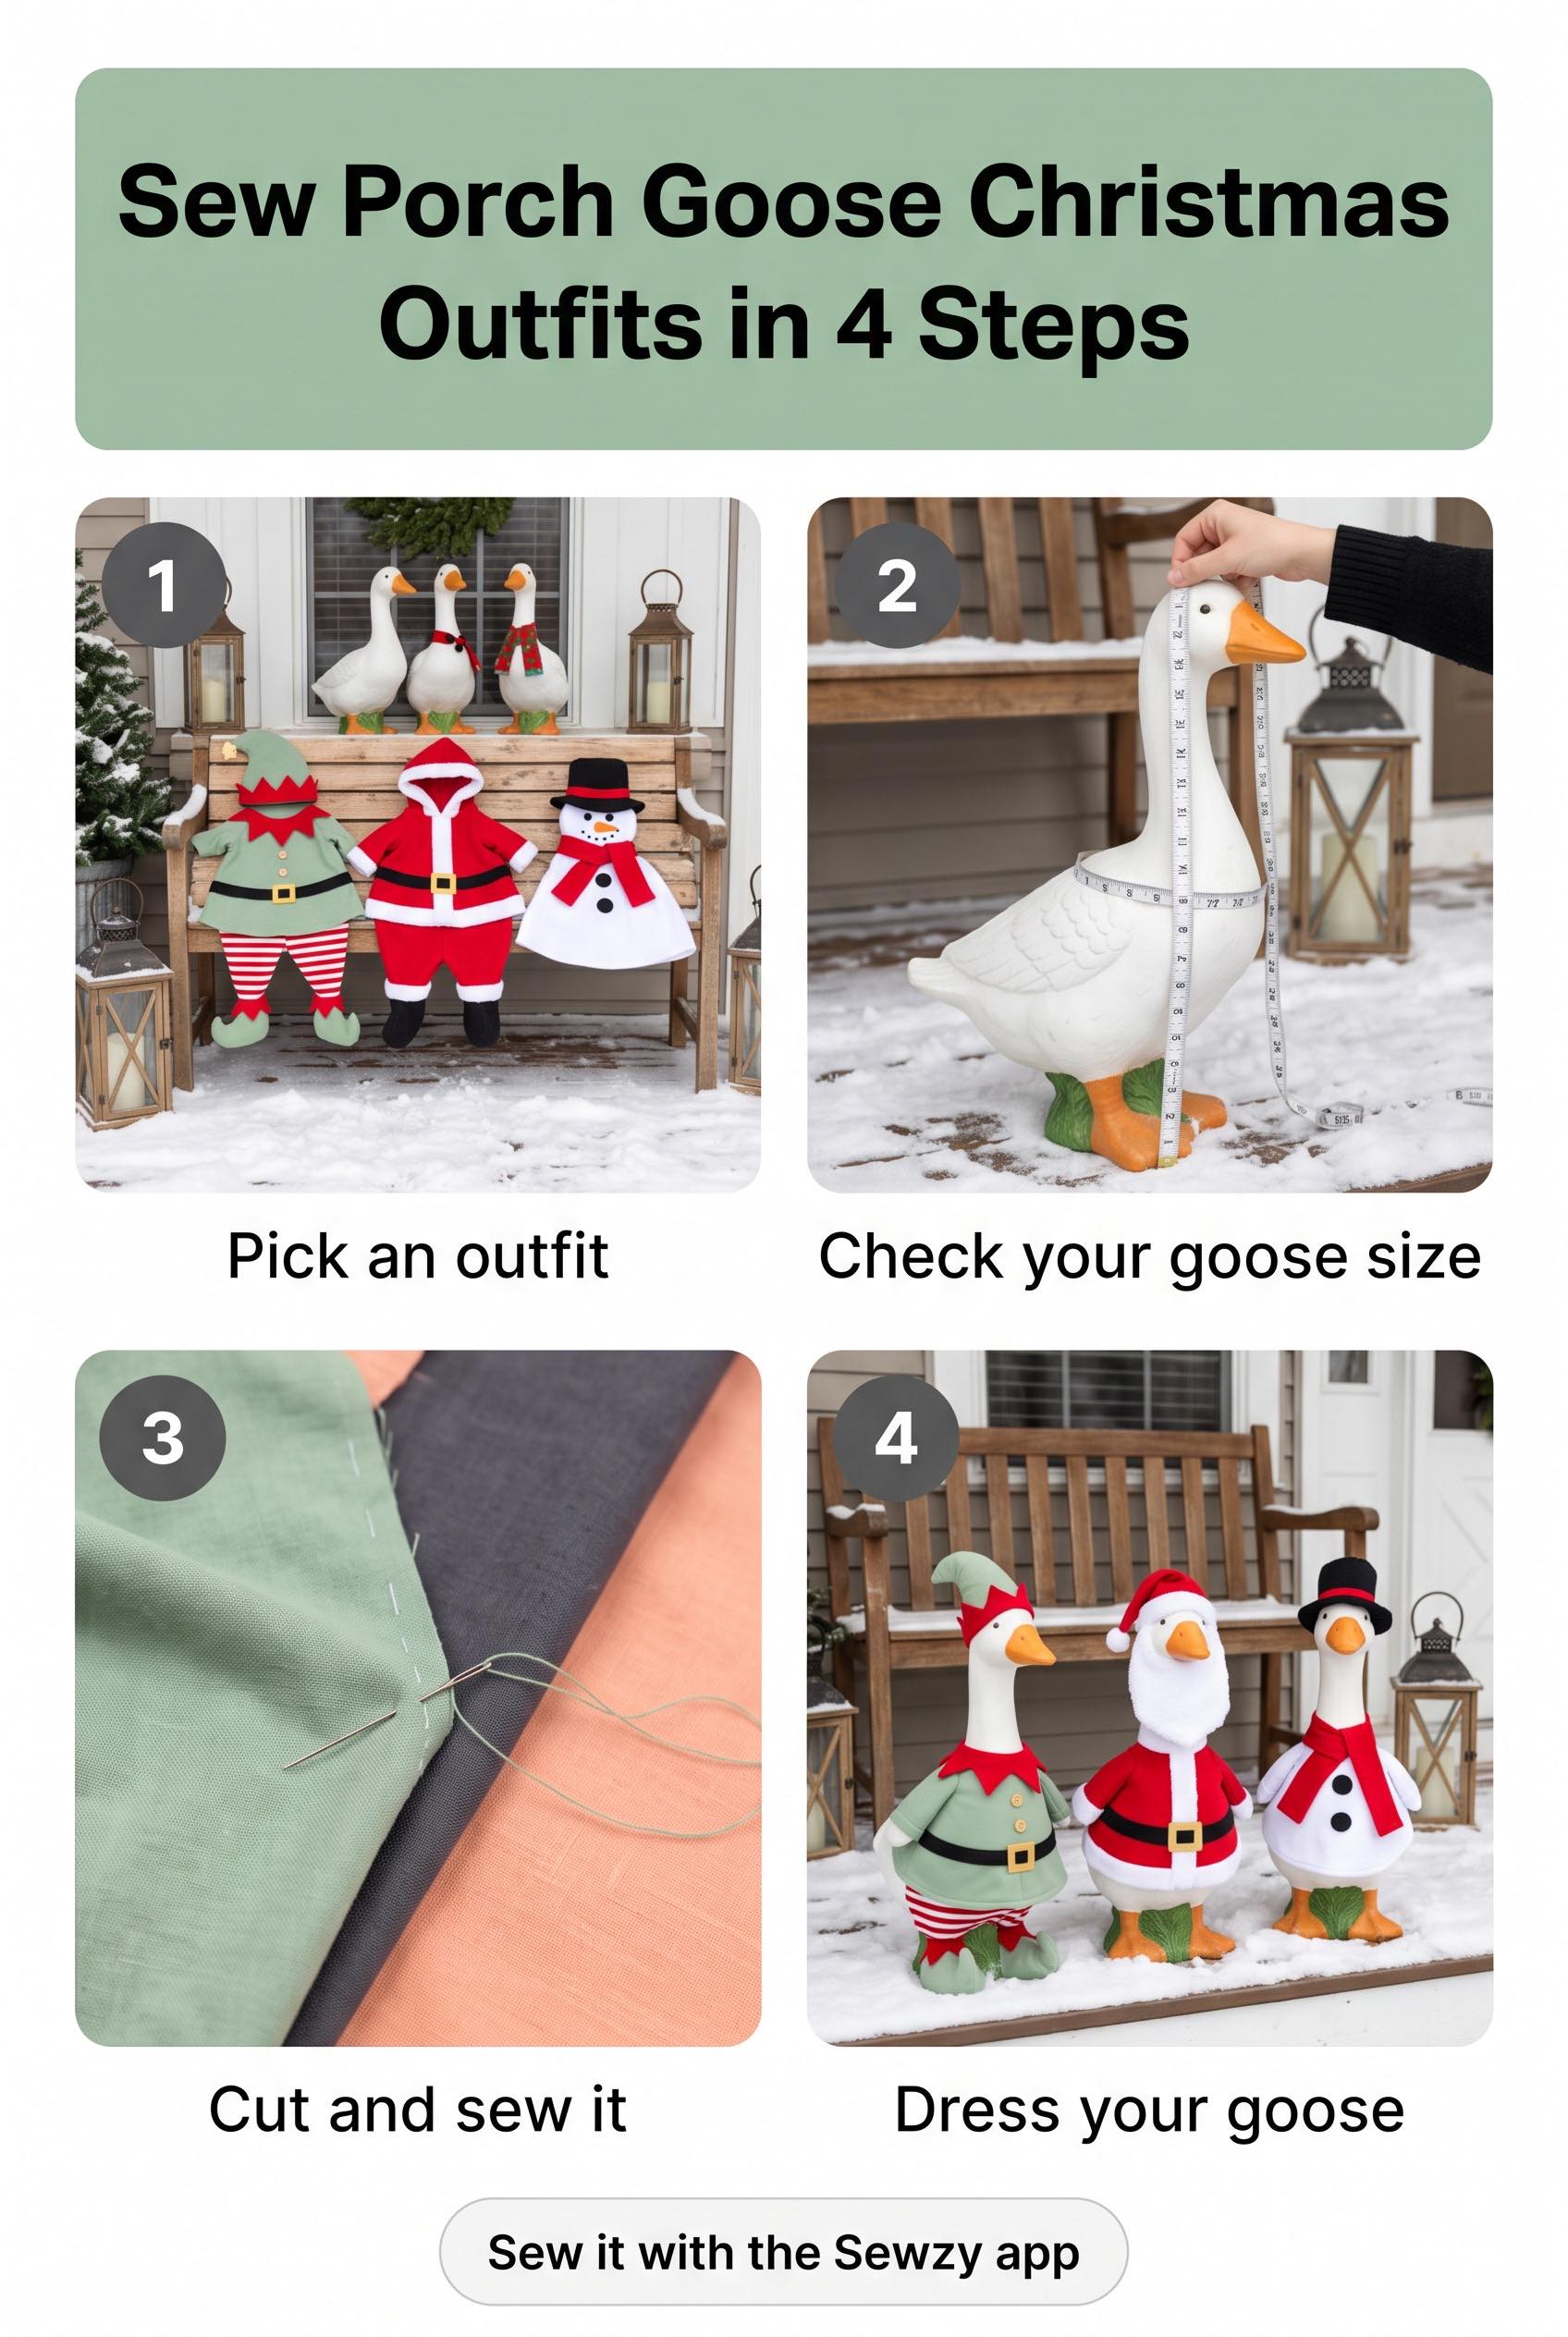 Sew Porch Goose Christmas
Outfits in 4 Steps
1
2
Pick an outfit
Check your goose size
3
4
Cut and sew it
Dress your goose
Sew it with the Sewzy app